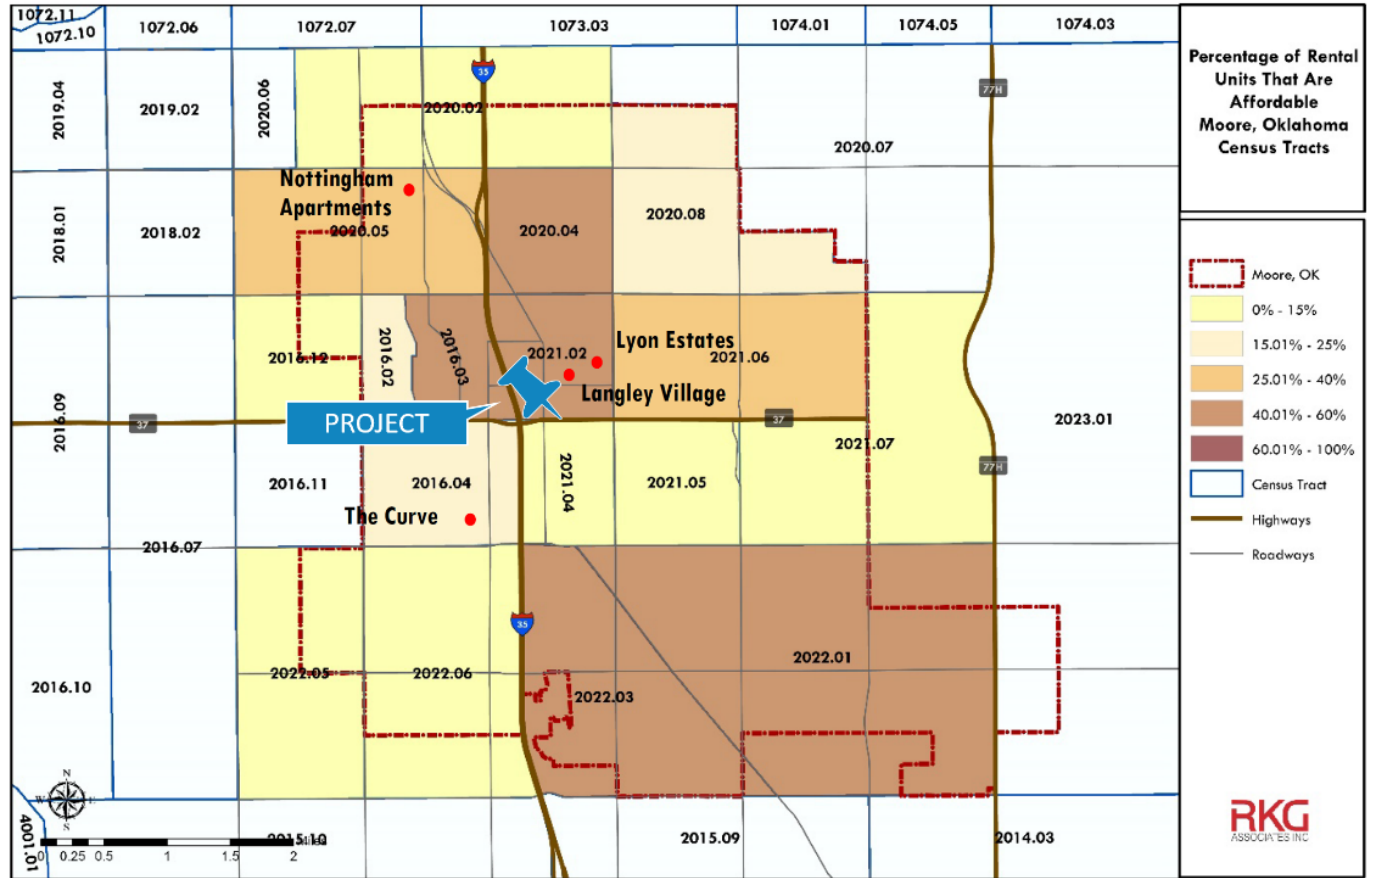 1072.11
1072.10
1072.06
1072.07
1073.03
1074.01
1074.05
1074.03
Percentage of Rental
Units That Are
Affordable
Moore, Oklahoma
Census Tracts
35
77H
2019.04
2019.02
2020.06
2020.02
2020.07
Nottingham
Apartments
2018.01
2018.02
2020.05
2020.04
2020.08
Moore, OK
0% - 15%
15.01% - 25%
25.01% - 40%
40.01% - 60%
60.01% - 100%
Census Tract
Highways
Roadways
2016.12
2016.02
2016.03
2021.02
Lyon Estates
2021.06
Langley Village
PROJECT
2016.09
37
37
2023.01
2021.07
77H
2016.11
2016.04
2021.04
2021.05
The Curve
2016.07
35
2022.01
2016.10
2022.05
2022.06
2022.03
N
W
E
S
4001.01
2015.10
2015.09
2014.03
0 0.25 0.5 1 1.5 2
RKG
ASSOCIATES INC